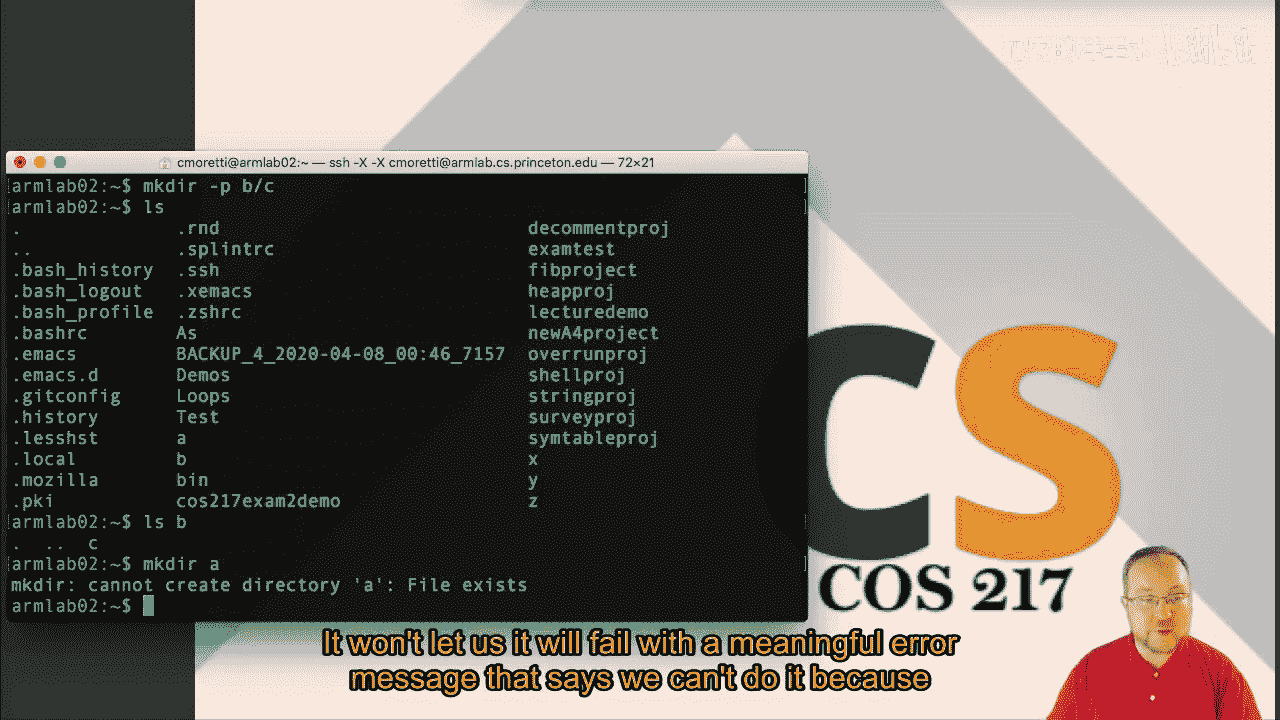 cmoretti@armlab02:~ — ssh -X -X cmoretti@armlab.cs.princeton.edu — 72×21
[armlab02:~$ mkdir -p b/c ]
[armlab02:~$ ls ]
. .rnd decommentproj
.. .splintrc examtest
.bash_history .ssh fibproject
.bash_logout .xemacs heapproj
.bash_profile .zshrc lecturedemo
.bashrc As newA4project
.emacs BACKUP_4_2020-04-08_00:46_7157 overrunproj
.emacs.d Demos shellproj
.gitconfig Loops stringproj
.history Test surveyproj
.lesshst a symtableproj
.local b x
.mozilla bin y
.pki cos217exam2demo z
[armlab02:~$ ls b ]
. .. c
[armlab02:~$ mkdir a ]
mkdir: cannot create directory 'a': File exists
armlab02:~$
CS
COS 217
It won't let us it will fail with a meaningful error
message that says we can't do it because